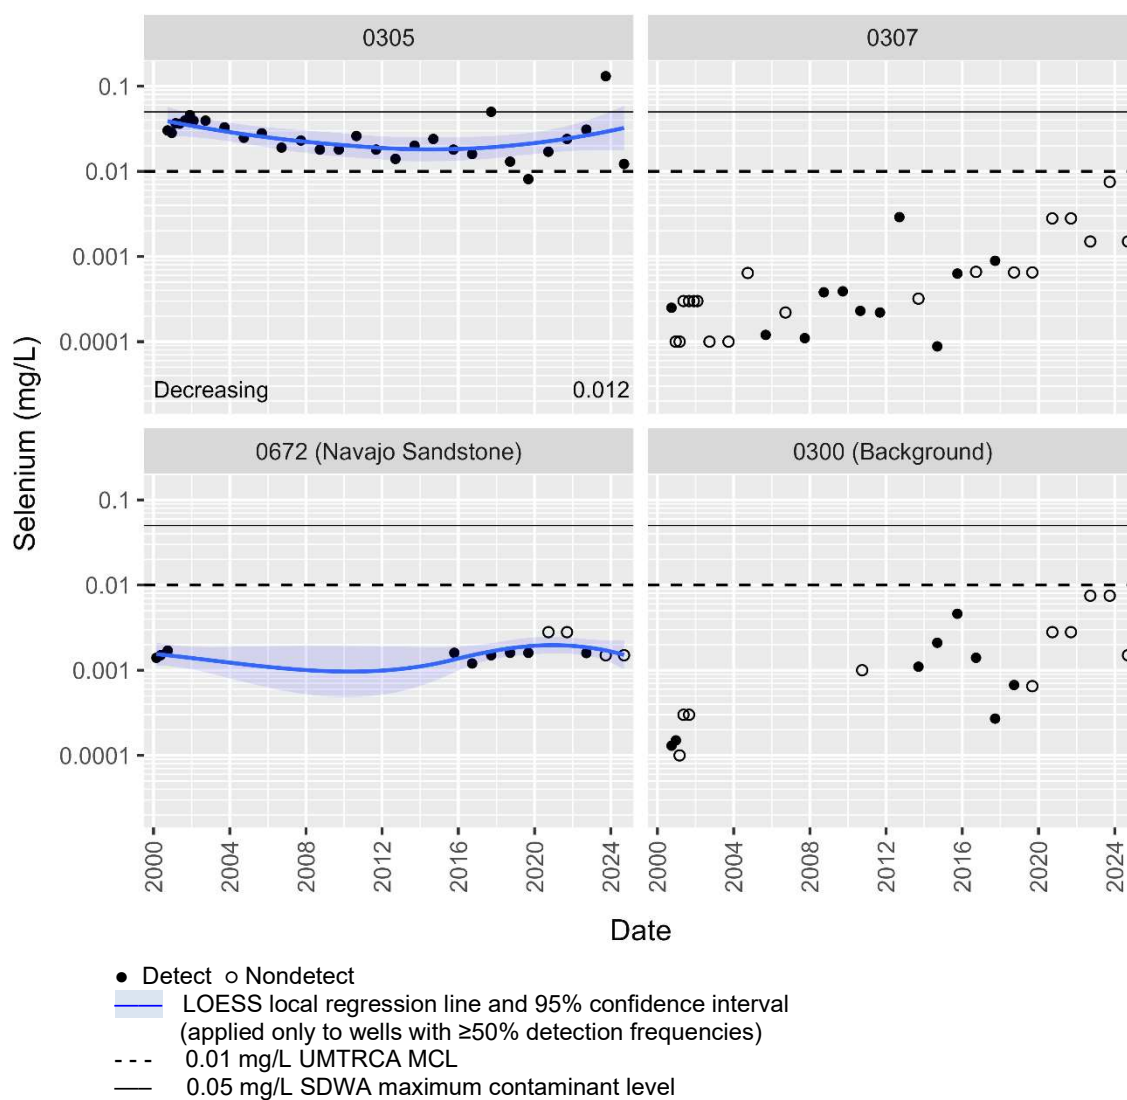 0305
0307
0.1
0.01
0.001
0.0001
Decreasing
0.012
0672 (Navajo Sandstone)
0300 (Background)
Selenium (mg/L)
0.1
0.01
0.001
0.0001
2000
2004
2008
2012
2016
2020
2024
2000
2004
2008
2012
2016
2020
2024
Date
Detect Nondetect
LOESS local regression line and 95% confidence interval
(applied only to wells with ≥50% detection frequencies)
0.01 mg/L UMTRCA MCL
0.05 mg/L SDWA maximum contaminant level